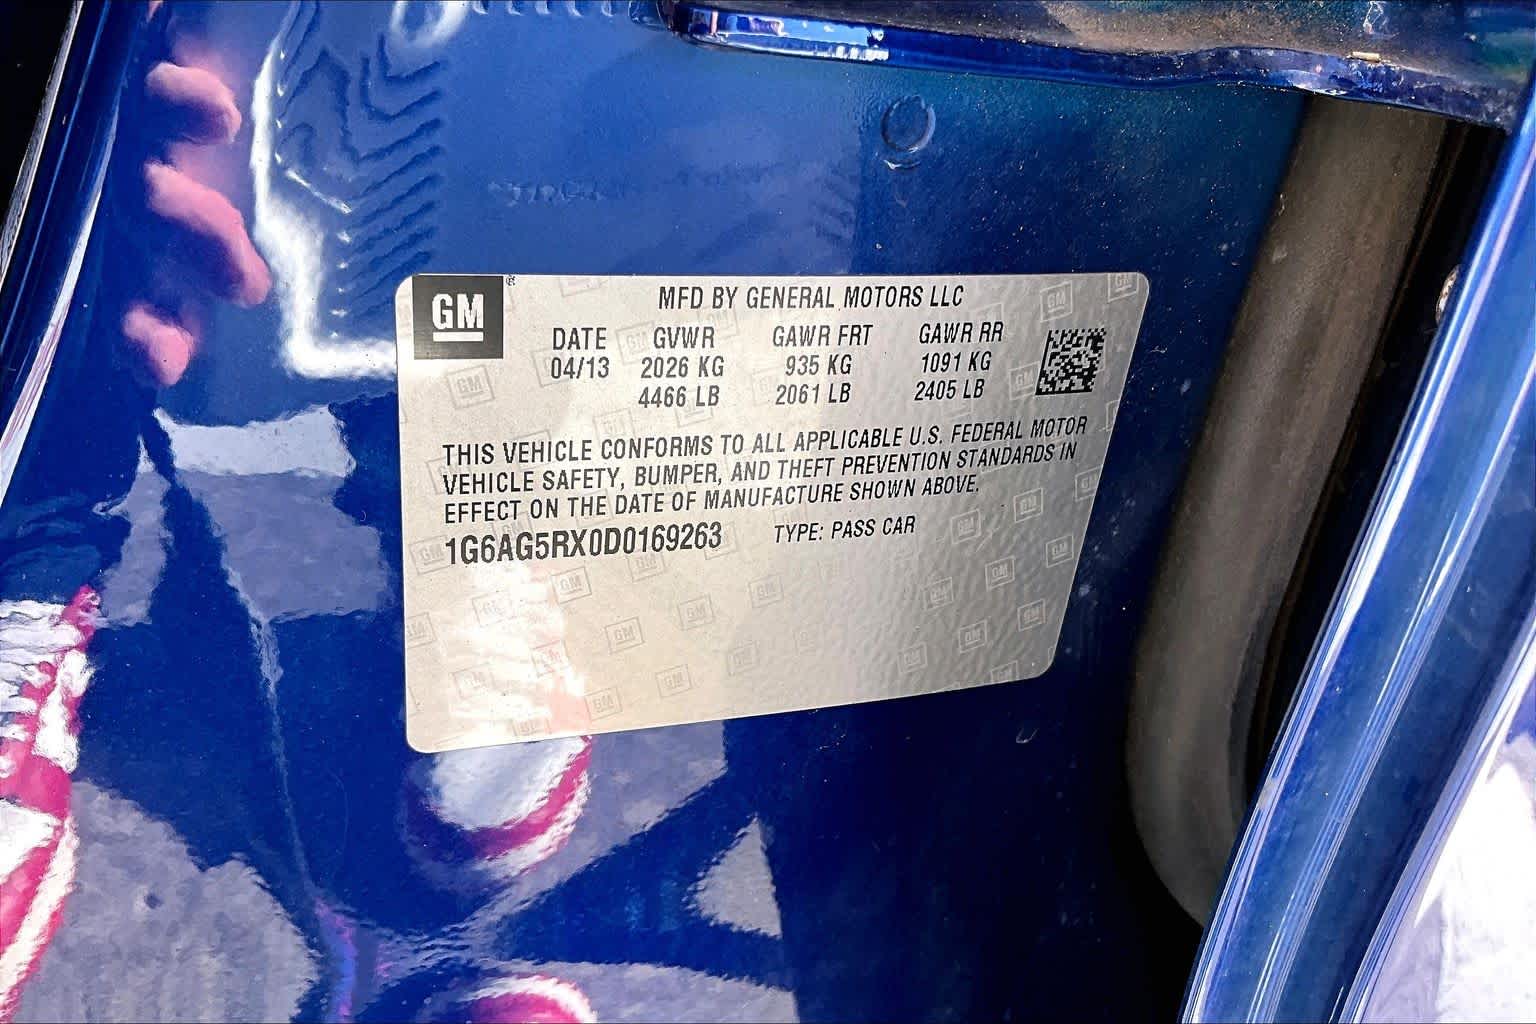 GM
MFD BY GENERAL MOTORS LLC
DATE GVWR GAWR FRT GAWR RR
04/13 2026 KG 935 KG 1091 KG
4466 LB 2061 LB 2405 LB
THIS VEHICLE CONFORMS TO ALL APPLICABLE U.S. FEDERAL MOTOR
VEHICLE SAFETY, BUMPER, AND THEFT PREVENTION STANDARDS IN
EFFECT ON THE DATE OF MANUFACTURE SHOWN ABOVE.
1G6AG5RX0D0169263 TYPE: PASS CAR